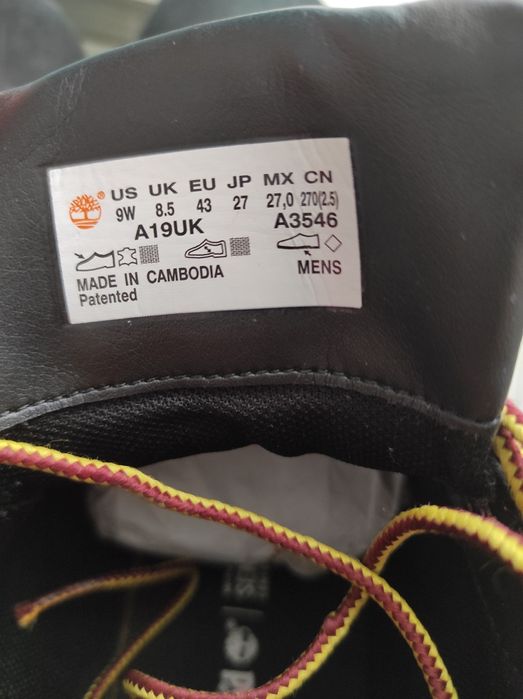 US UK EU JP MX CN
9W 8.5 43 27 27,0 270(2.5)
A19UK A3546
MADE IN CAMBODIA MENS
Patented